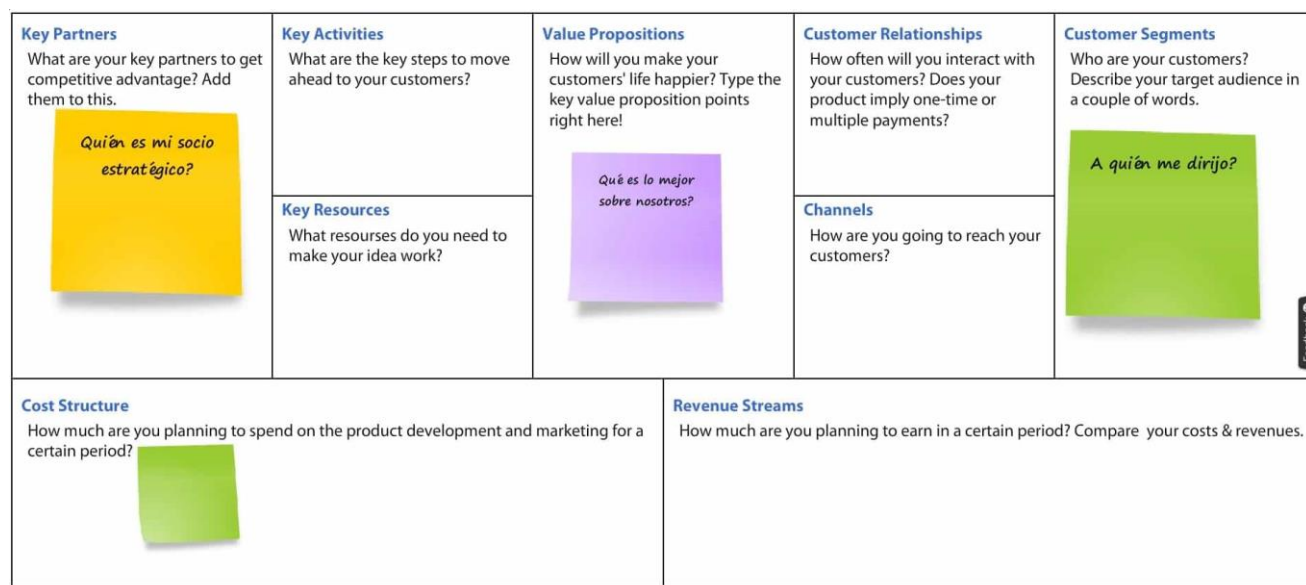 Key Partners
What are your key partners to get
competitive advantage? Add
them to this.
Quién es mi socio
estratégico?
Key Activities
What are the key steps to move
ahead to your customers?
Key Resources
What resourses do you need to
make your idea work?
Value Propositions
How will you make your
customers' life happier? Type the
key value proposition points
right here!
Qué es lo mejor
sobre nosotros?
Customer Relationships
How often will you interact with
your customers? Does your
product imply one-time or
multiple payments?
Channels
How are you going to reach your
customers?
Customer Segments
Who are your customers?
Describe your target audience in
a couple of words.
A quién me dirijo?
Cost Structure
How much are you planning to spend on the product development and marketing for a
certain period?
Revenue Streams
How much are you planning to earn in a certain period? Compare your costs & revenues.